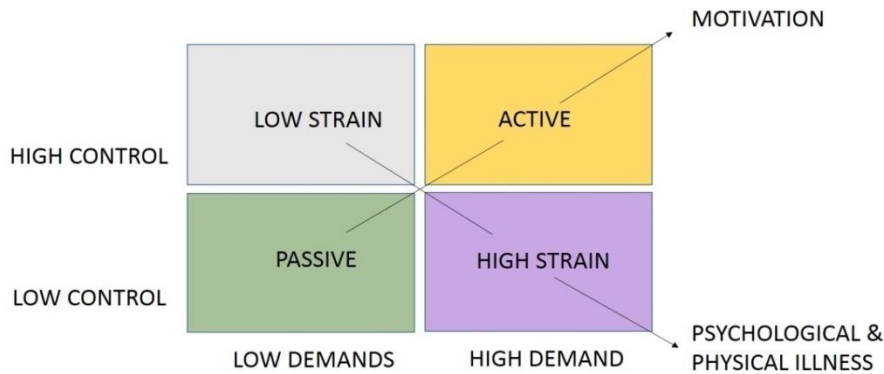 MOTIVATION
LOW STRAIN
ACTIVE
HIGH CONTROL
PASSIVE
HIGH STRAIN
LOW CONTROL
LOW DEMANDS
HIGH DEMAND
PSYCHOLOGICAL &
PHYSICAL ILLNESS